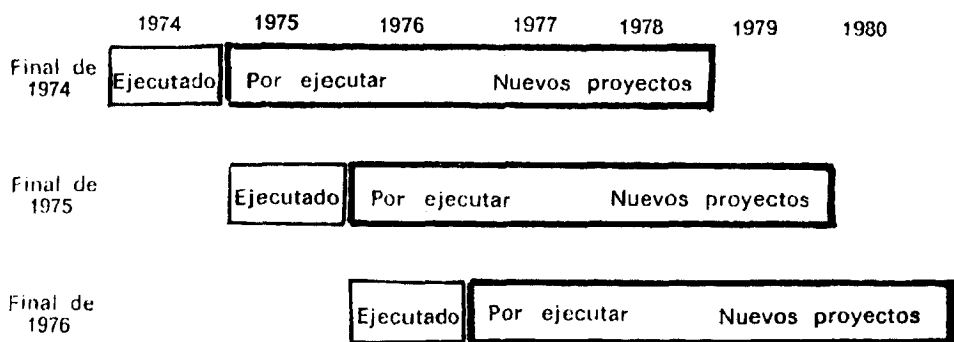 1974 1975 1976 1977 1978 1979 1980
Final de
1974
Ejecutado Por ejecutar Nuevos proyectos
Final de
1975
Ejecutado Por ejecutar Nuevos proyectos
Final de
1976
Ejecutado Por ejecutar Nuevos proyectos